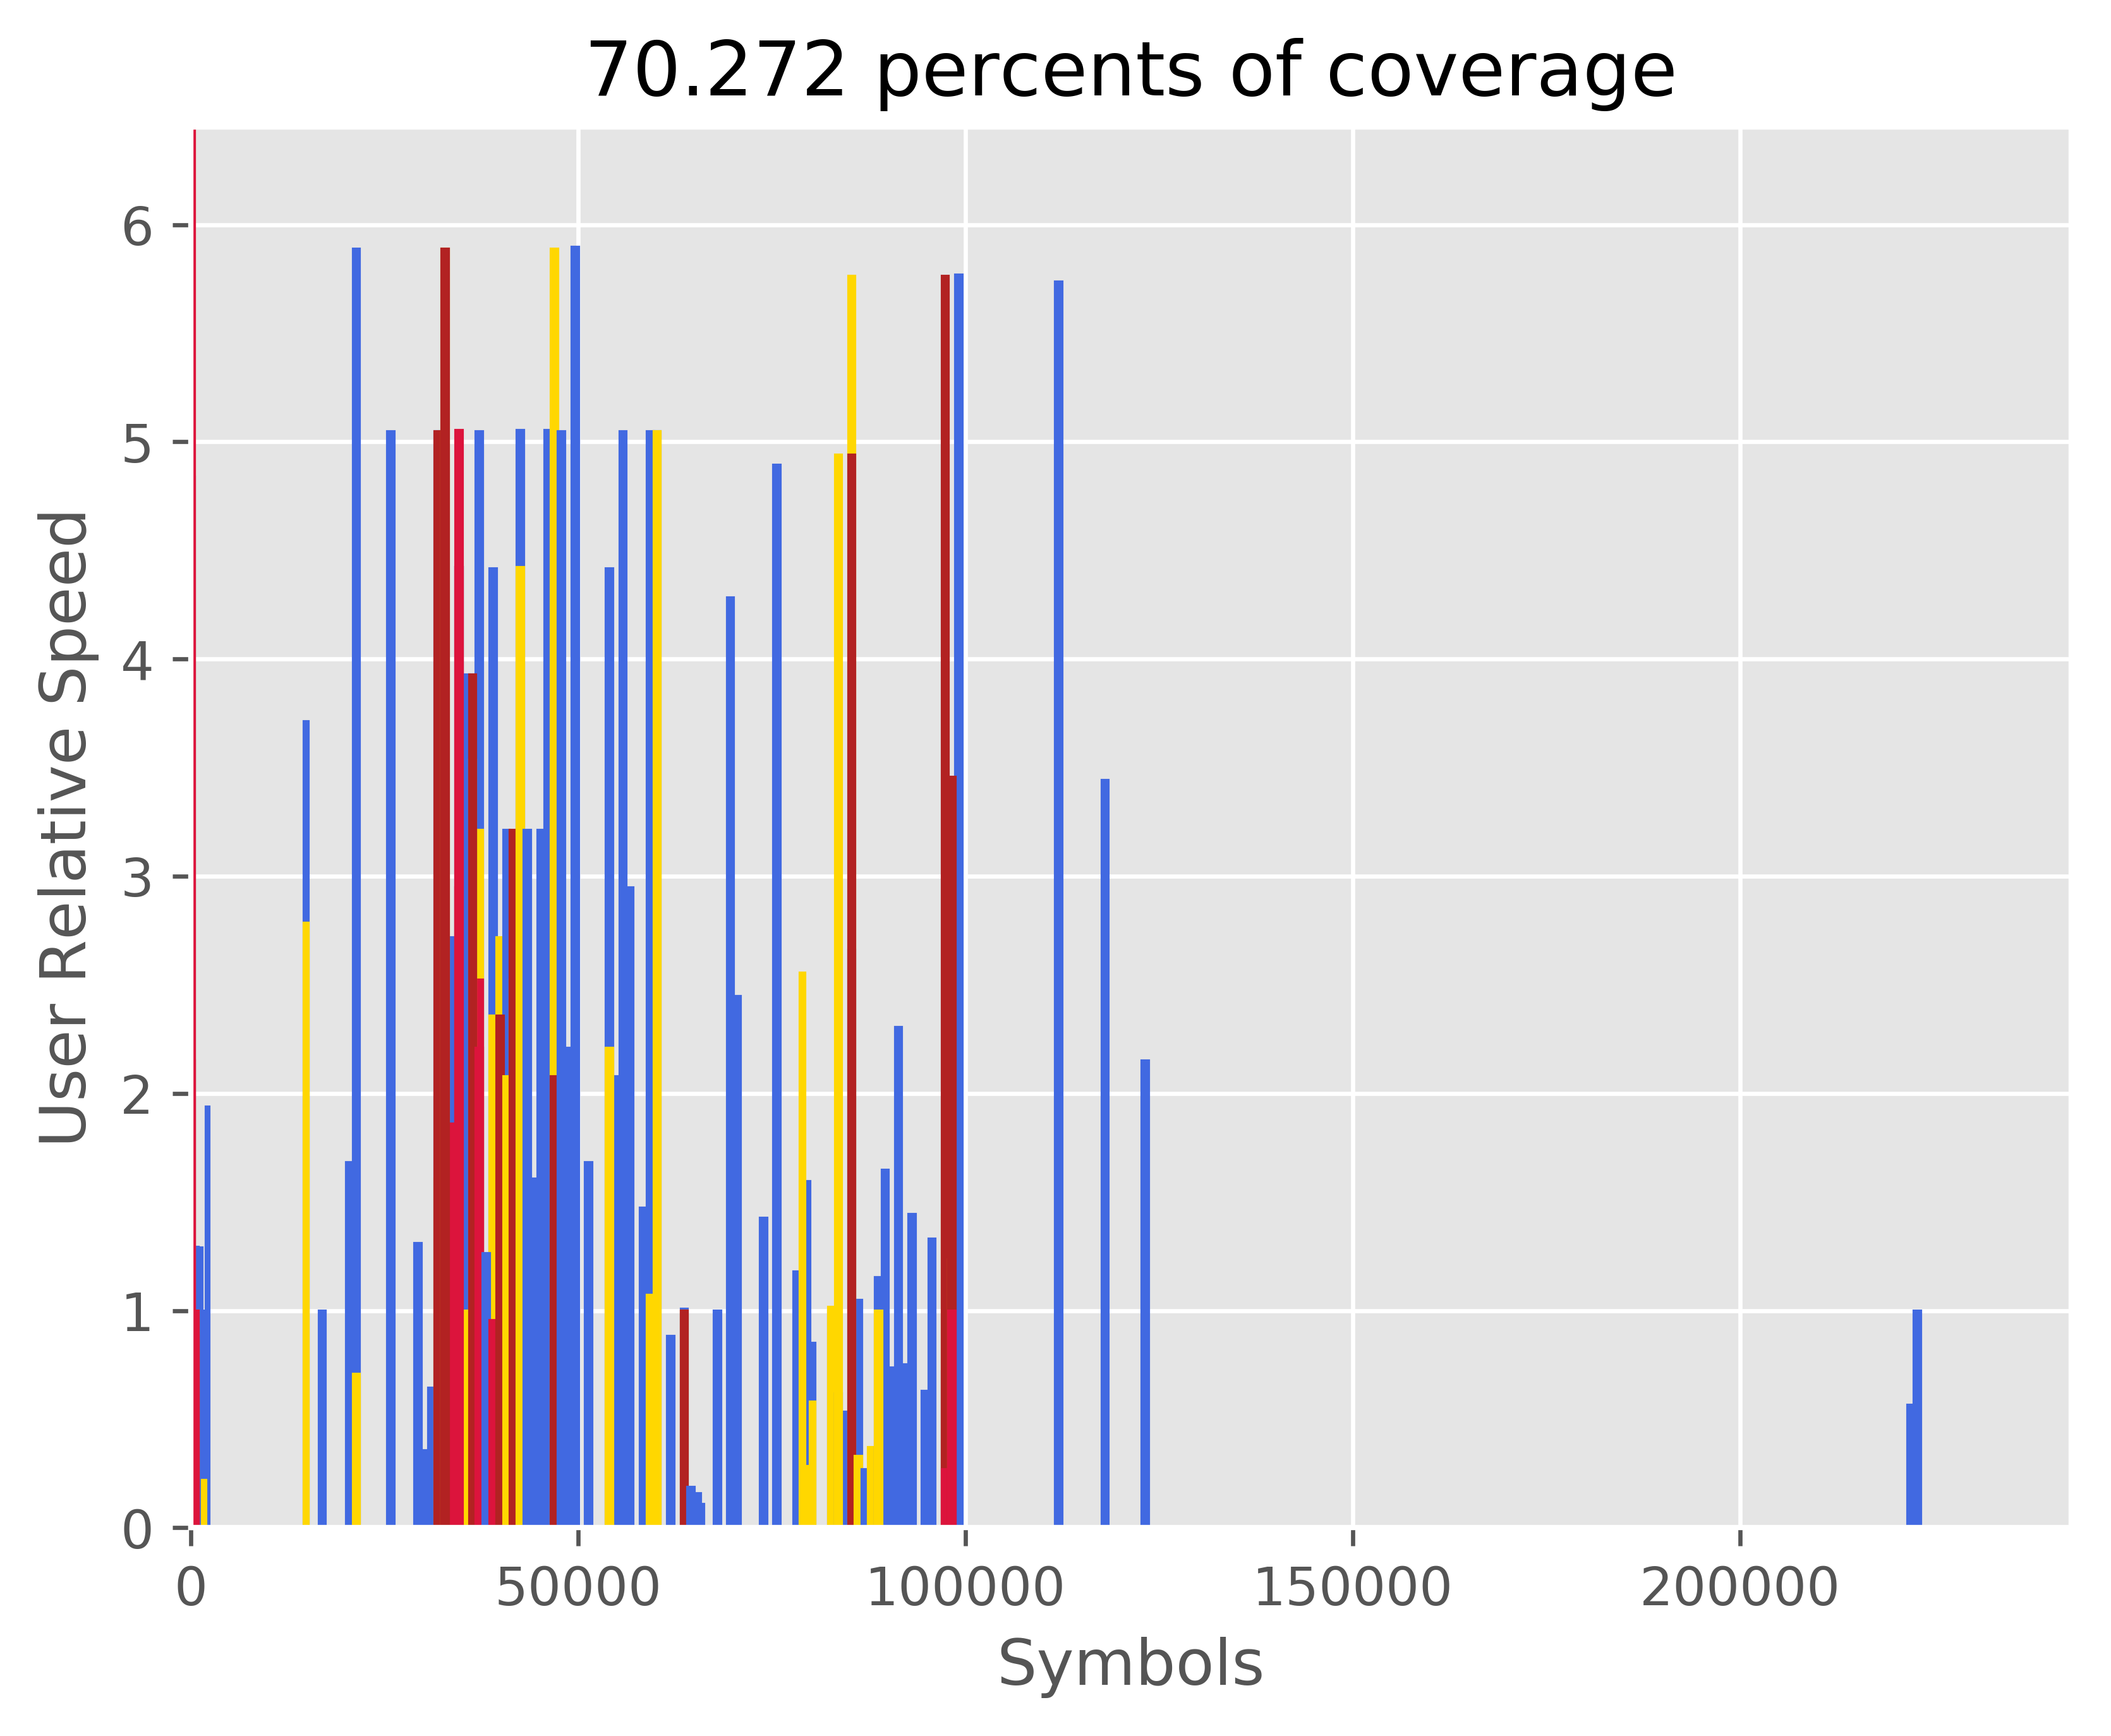 70.272 percents of coverage
6
5
4
3
2
1
0
User Relative Speed
0 50000 100000 150000 200000
Symbols